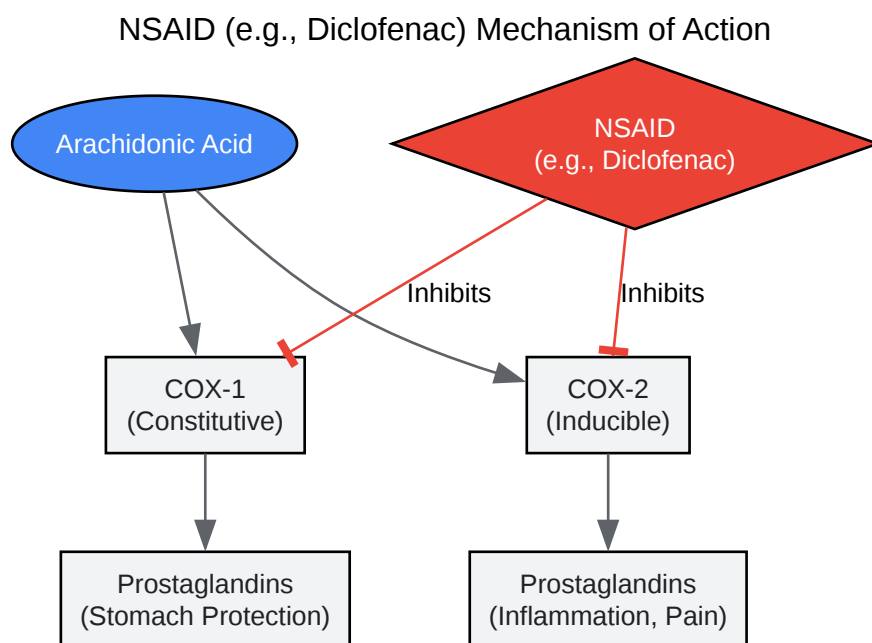 NSAID (e.g., Diclofenac) Mechanism of Action
Arachidonic Acid
NSAID
(e.g., Diclofenac)
Inhibits
Inhibits
COX-1
(Constitutive)
COX-2
(Inducible)
Prostaglandins
(Stomach Protection)
Prostaglandins
(Inflammation, Pain)